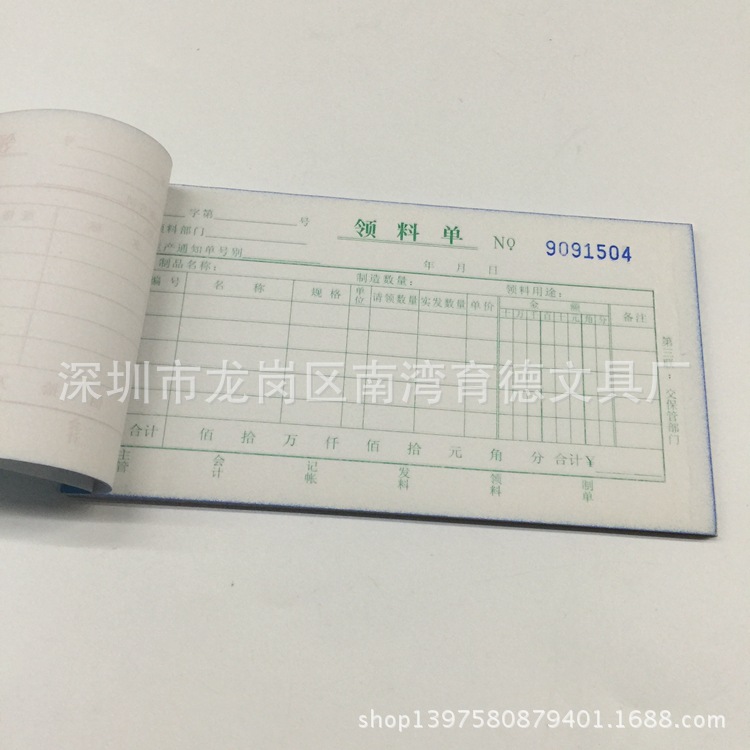 字第 号
领料单 No 9091504
料部门
产通知单号别 年 月 日
制品名称： 制造数量： 领料用途：
编号 名称 规格 单位 请领数量 实发数量 单价 金额 备注
十万千百十元角分
第三 ：交保管部门
深圳市龙岗区南湾育德文具厂
合计 佰 拾 万 仟 佰 拾 元 角 分 合计￥
主管 会计 记帐 发料 领料 制单
shop1397580879401.1688.com